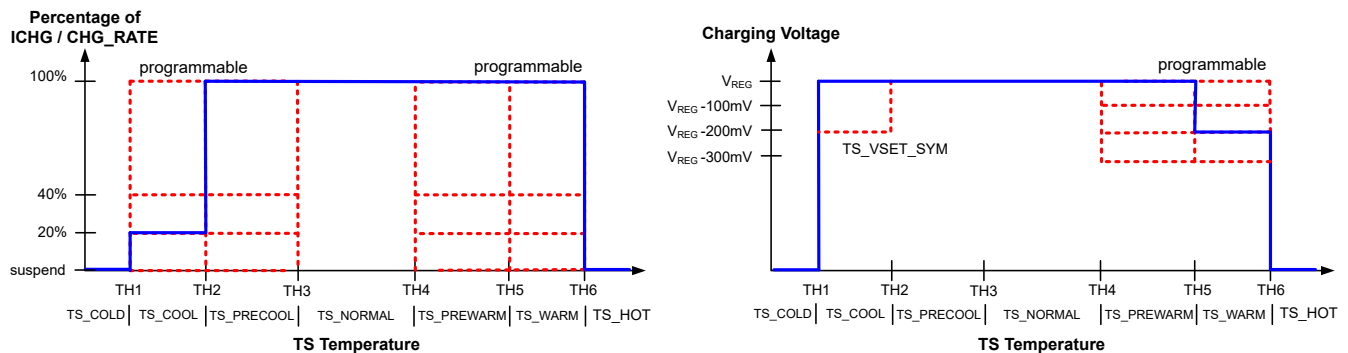 Percentage of
ICHG / CHG_RATE
programmable
programmable
100%
40%
20%
suspend
TH1 TH2 TH3 TH4 TH5 TH6
TS_COLD TS_COOL TS_PRECOOL TS_NORMAL TS_PREWARM TS_WARM TS_HOT
TS Temperature
Charging Voltage
programmable
VREG
VREG -100mV
VREG -200mV
VREG -300mV
TS_VSET_SYM
TH1 TH2 TH3 TH4 TH5 TH6
TS_COLD TS_COOL TS_PRECOOL TS_NORMAL TS_PREWARM TS_WARM TS_HOT
TS Temperature